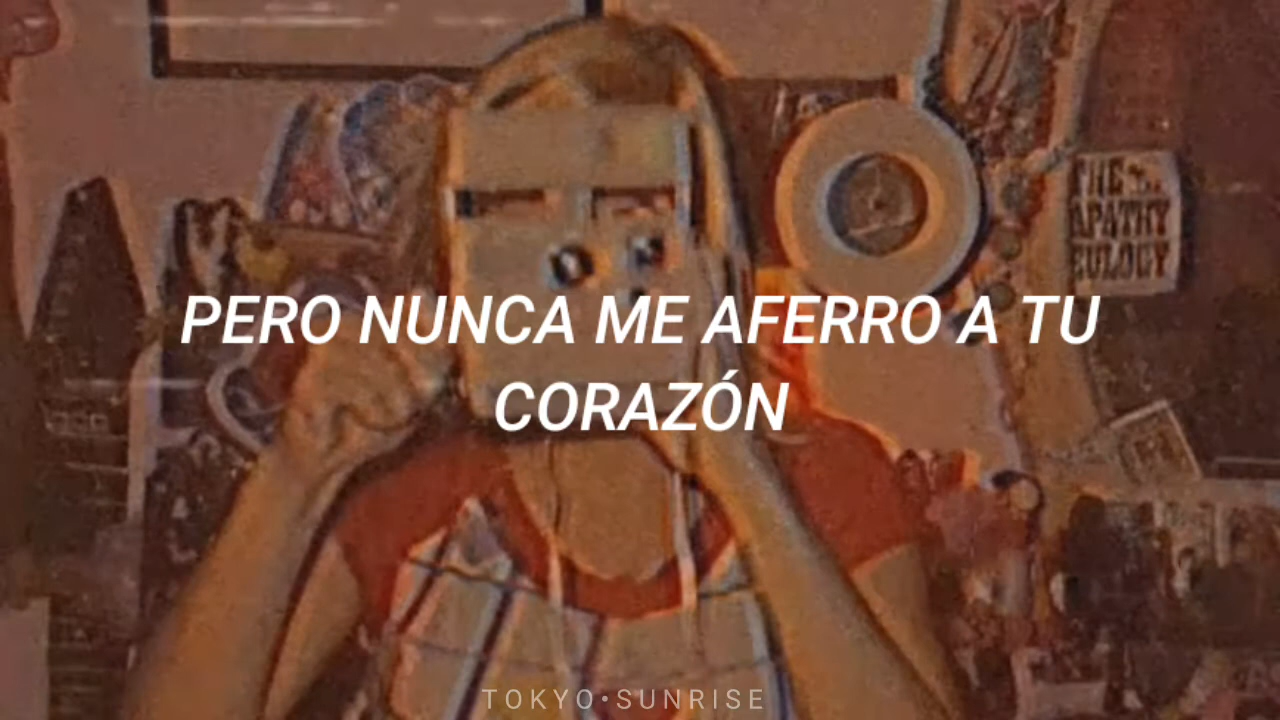 THE
APATHY
EULOGY
PERO NUNCA ME AFERRO A TU
CORAZÓN
TOKYO•SUNRISE